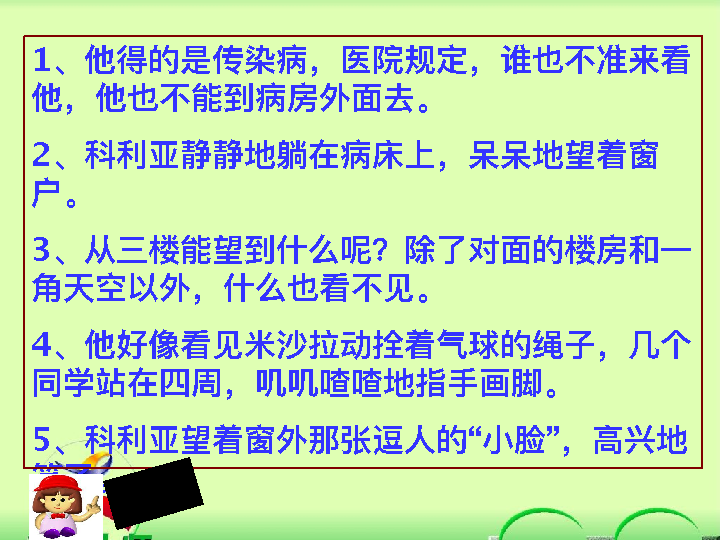 1、他得的是传染病，医院规定，谁也不准来看
他，他也不能到病房外面去。
2、科利亚静静地躺在病床上，呆呆地望着窗
户。
3、从三楼能望到什么呢？除了对面的楼房和一
角天空以外，什么也看不见。
4、他好像看见米沙拉动拴着气球的绳子，几个
同学站在四周，叽叽喳喳地指手画脚。
5、科利亚望着窗外那张逗人的“小脸”，高兴地